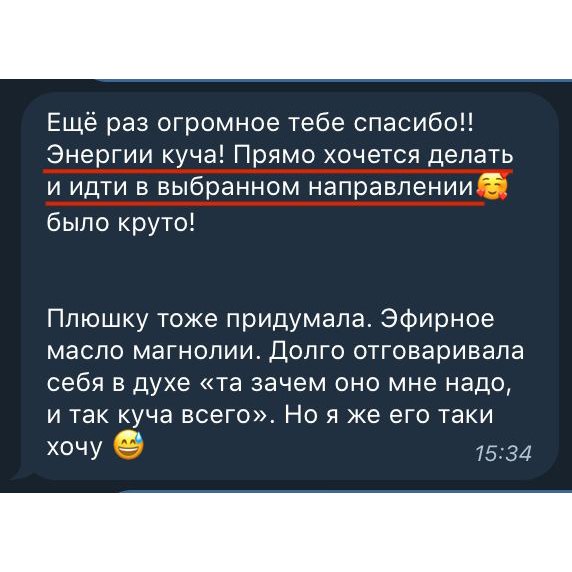 Ещё раз огромное тебе спасибо!!
Энергии куча! Прямо хочется делать
и идти в выбранном направлении🥰
было круто!
Плюшку тоже придумала. Эфирное
масло магнолии. Долго отговаривала
себя в духе «та зачем оно мне надо,
и так куча всего». Но я же его таки
хочу 😅
15:34